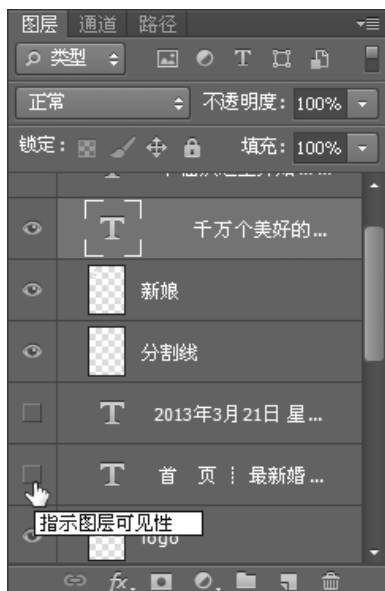 图层 通道 路径
类型 T
正常 不透明度: 100%
锁定: 填充: 100%
T 千万个美好的...
新娘
分割线
T 2013年3月21日 星...
T 首 页 ┊ 最新婚...
指示图层可见性
logo
fx.